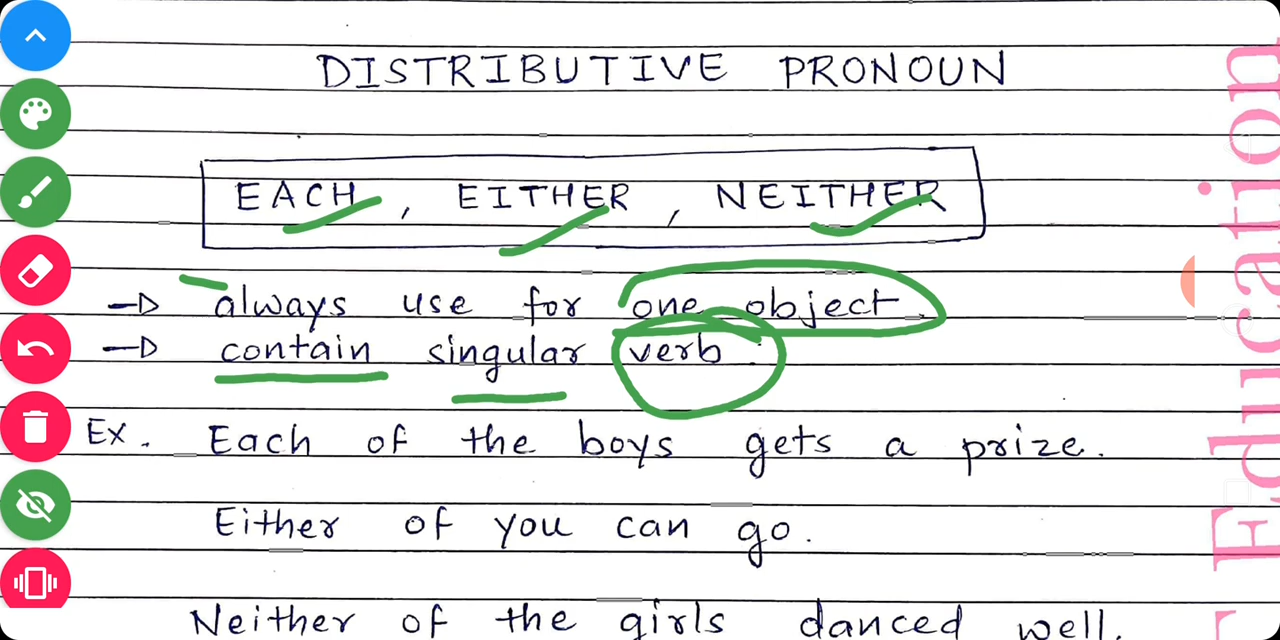 DISTRIBUTIVE PRONOUN
EACH, EITHER, NEITHER
always use for one object.
contain singular verb.
Ex. Each of the boys gets a prize.
Either of you can go.
Neither of the girls danced well.
Education